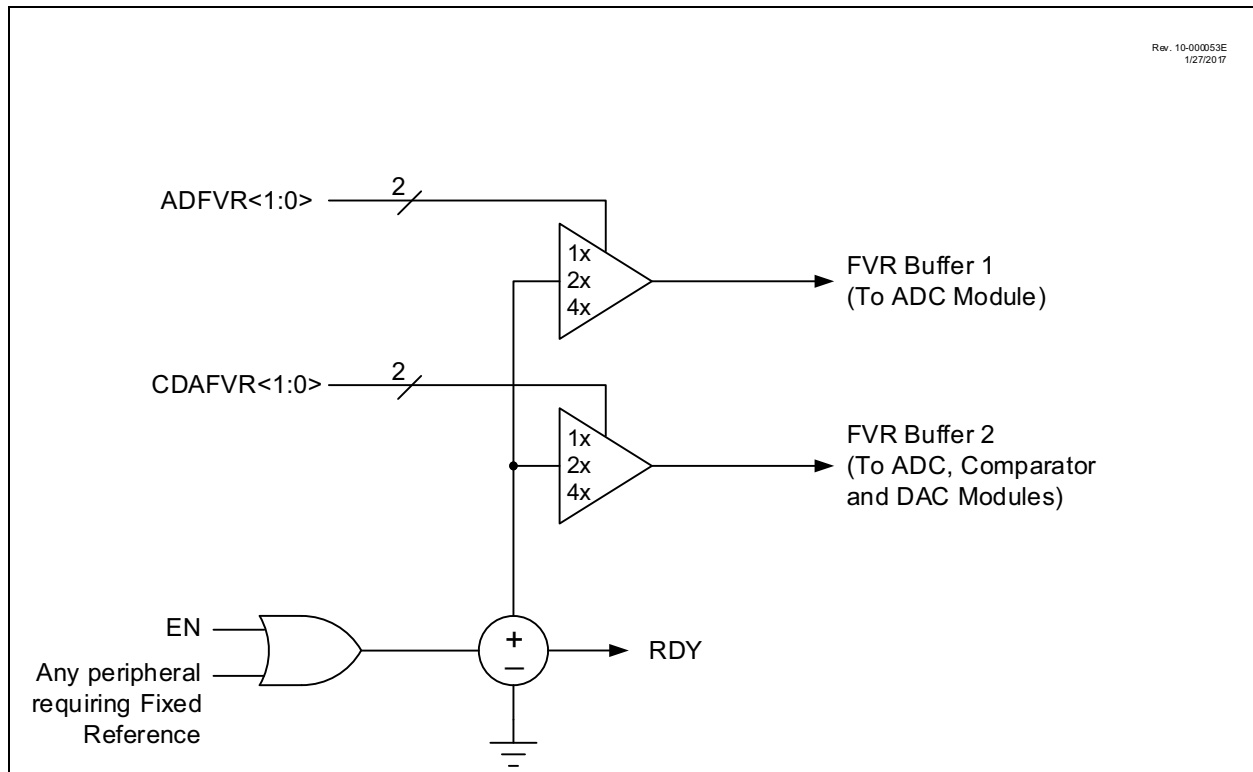 Rev. 10-000053E
1/27/2017
2
ADFVR<1:0>
1x
2x
4x
FVR Buffer 1
(To ADC Module)
2
CDAFVR<1:0>
1x
2x
4x
FVR Buffer 2
(To ADC, Comparator
and DAC Modules)
EN
Any peripheral
requiring Fixed
Reference
+
–
RDY